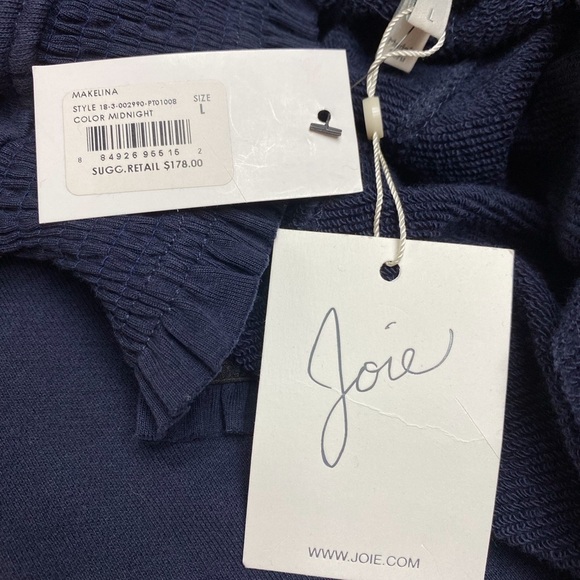 MAKELINA
STYLE 18-3-002990-PT01008
SIZE
L
COLOR MIDNIGHT
8 84926 96616 2
SUGG.RETAIL $178.00
L
Joie
WWW.JOIE.COM